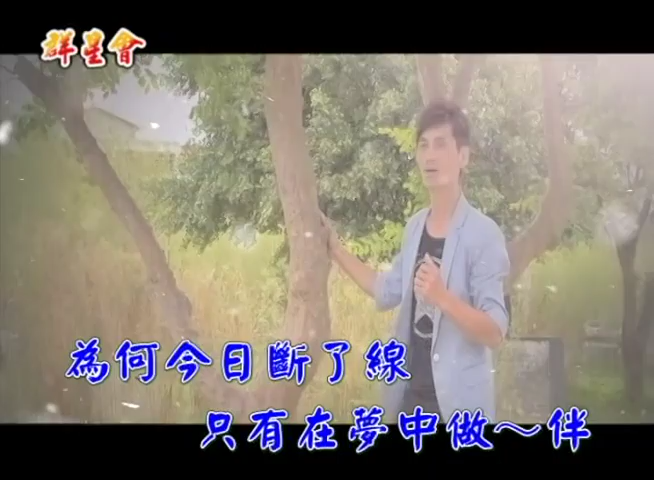 群星會
為何今日斷了線
只有在夢中做～伴